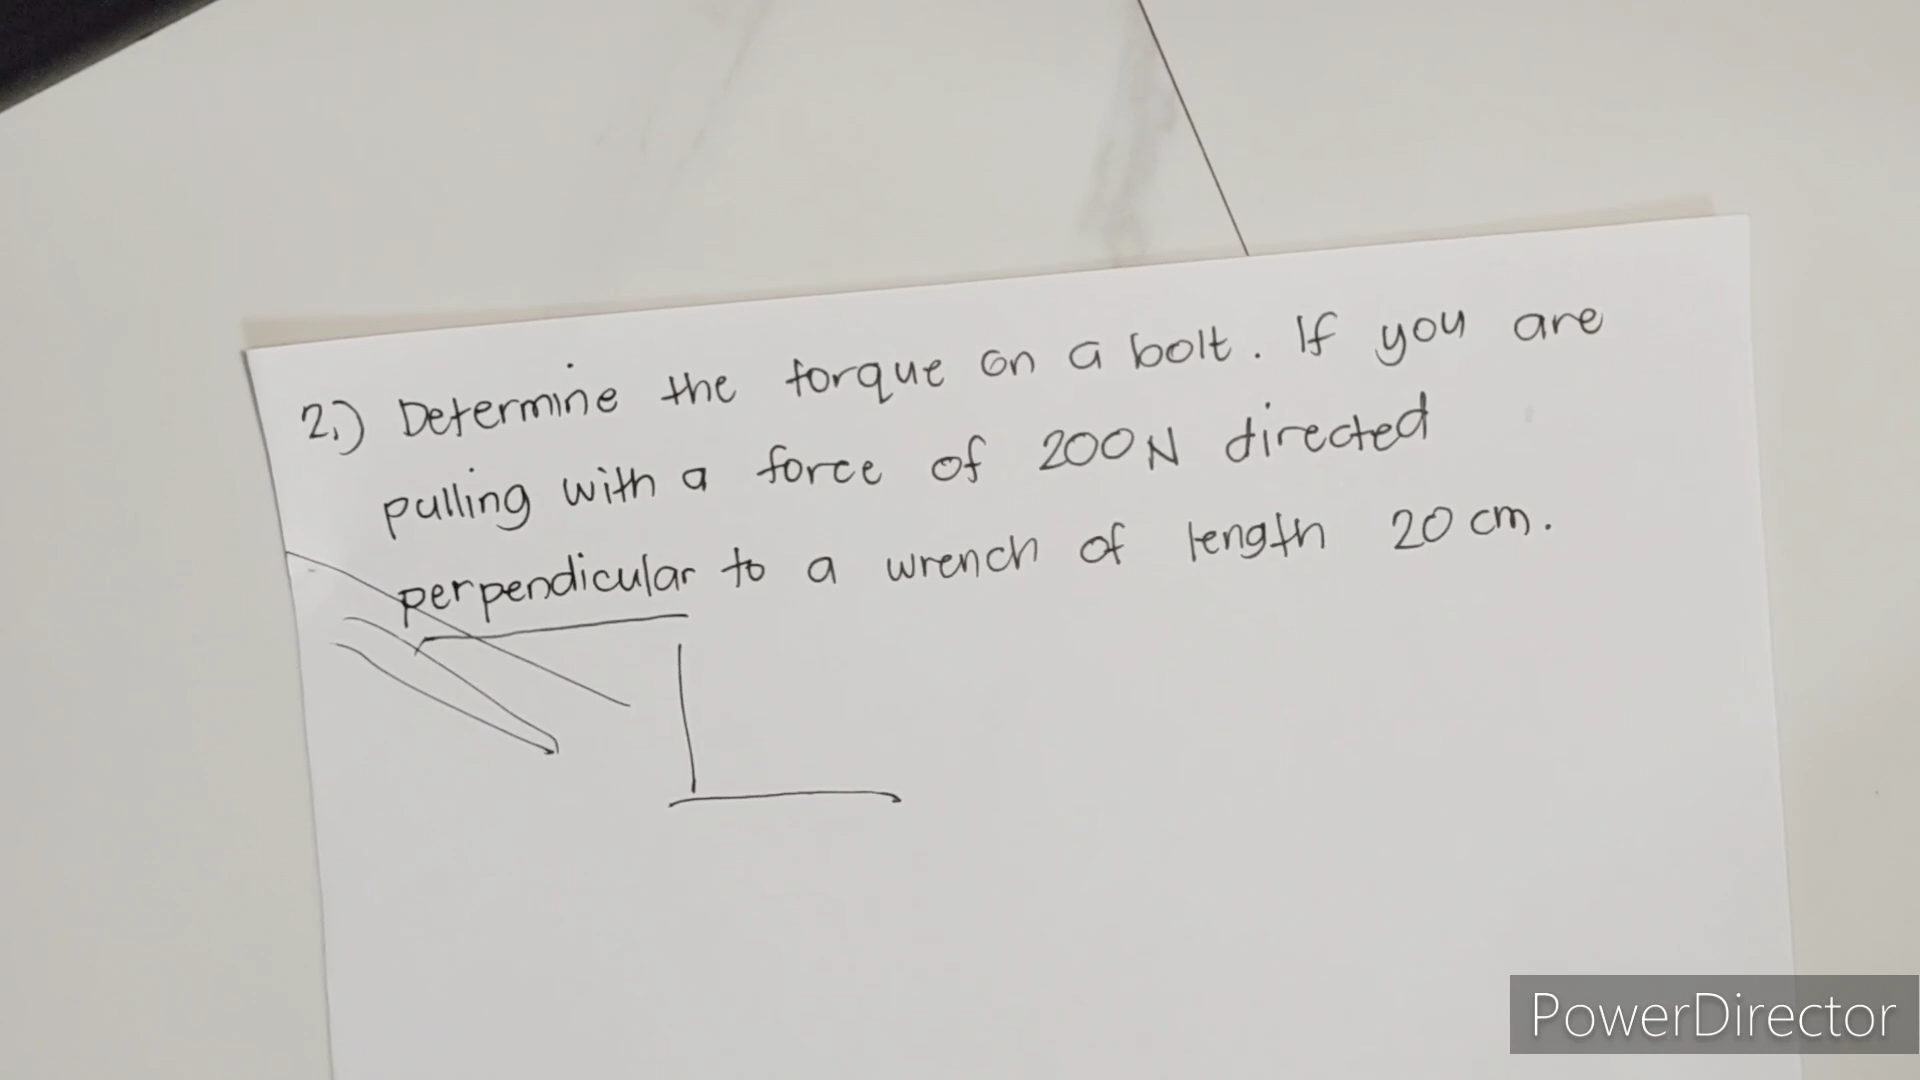 2.) Determine the torque on a bolt. If you are
pulling with a force of 200N directed
perpendicular to a wrench of length 20 cm.
PowerDirector